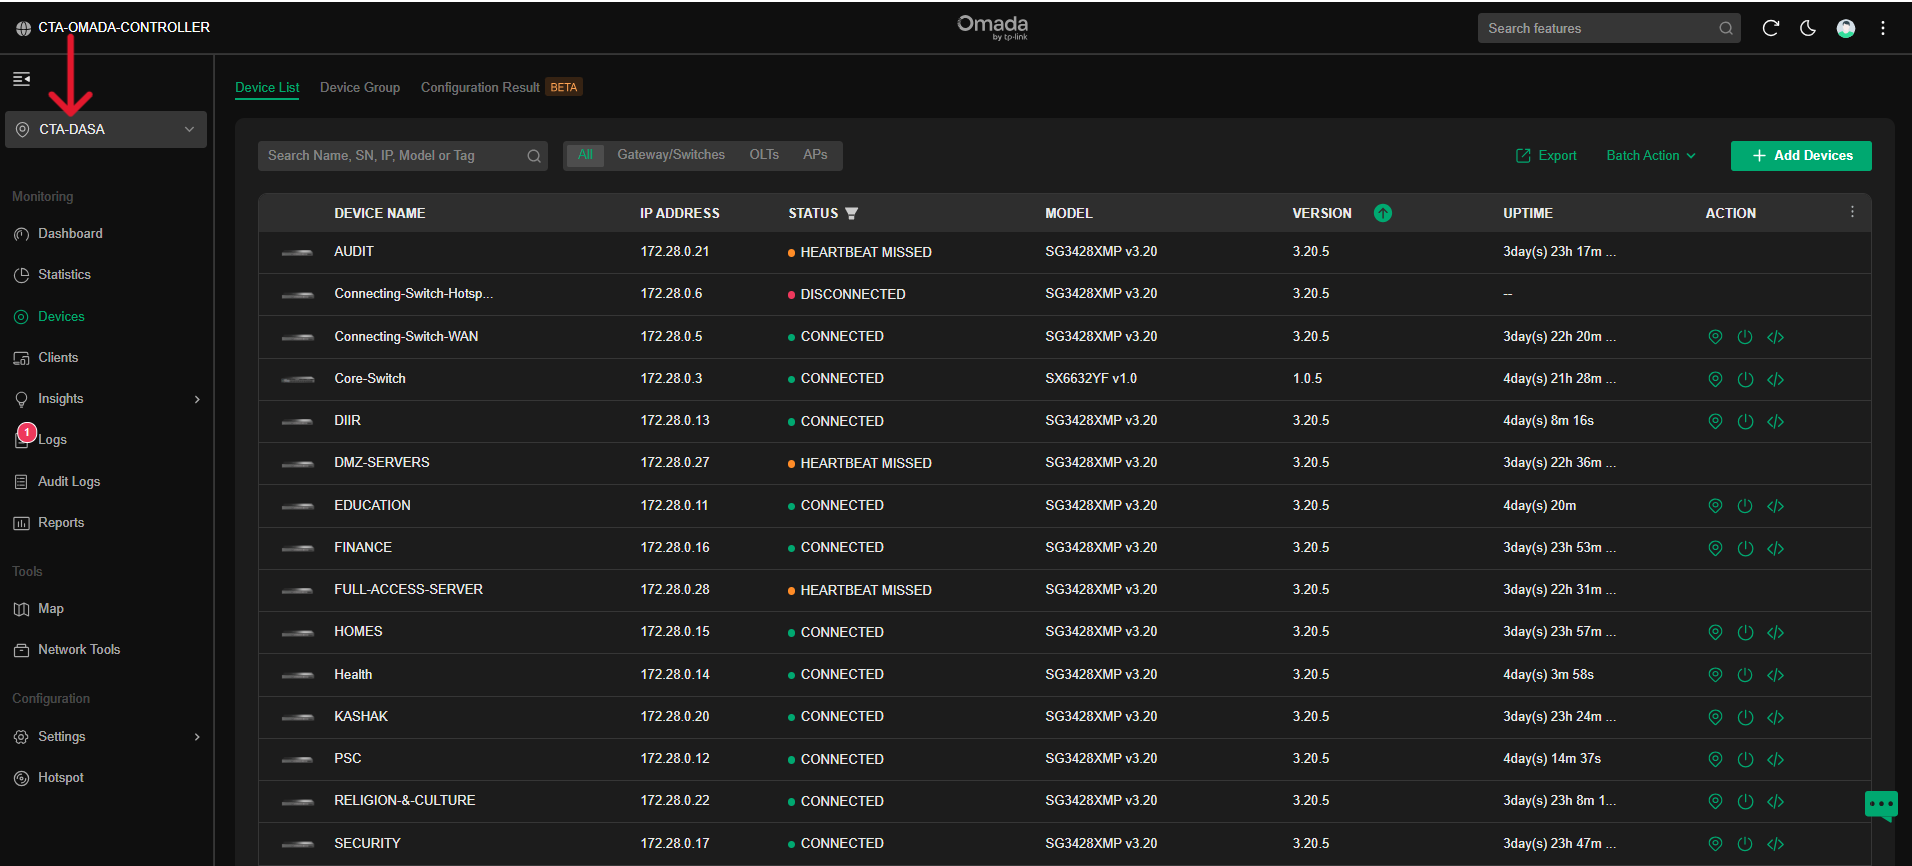 CTA-OMADA-CONTROLLER
Omada
by tp-link
Search features
CTA-DASA
Monitoring
Dashboard
Statistics
Devices
Clients
Insights
1
Logs
Audit Logs
Reports
Tools
Map
Network Tools
Configuration
Settings
Hotspot
Device List Device Group Configuration Result BETA
Search Name, SN, IP, Model or Tag All Gateway/Switches OLTs APs Export Batch Action Add Devices
DEVICE NAME IP ADDRESS STATUS MODEL VERSION UPTIME ACTION
AUDIT 172.28.0.21 HEARTBEAT MISSED SG3428XMP v3.20 3.20.5 3day(s) 23h 17m ...
Connecting-Switch-Hotsp... 172.28.0.6 DISCONNECTED SG3428XMP v3.20 3.20.5 --
Connecting-Switch-WAN 172.28.0.5 CONNECTED SG3428XMP v3.20 3.20.5 3day(s) 22h 20m ...
Core-Switch 172.28.0.3 CONNECTED SX6632YF v1.0 1.0.5 4day(s) 21h 28m ...
DIIR 172.28.0.13 CONNECTED SG3428XMP v3.20 3.20.5 4day(s) 8m 16s
DMZ-SERVERS 172.28.0.27 HEARTBEAT MISSED SG3428XMP v3.20 3.20.5 3day(s) 22h 36m ...
EDUCATION 172.28.0.11 CONNECTED SG3428XMP v3.20 3.20.5 4day(s) 20m
FINANCE 172.28.0.16 CONNECTED SG3428XMP v3.20 3.20.5 3day(s) 23h 53m ...
FULL-ACCESS-SERVER 172.28.0.28 HEARTBEAT MISSED SG3428XMP v3.20 3.20.5 3day(s) 22h 31m ...
HOMES 172.28.0.15 CONNECTED SG3428XMP v3.20 3.20.5 3day(s) 23h 57m ...
Health 172.28.0.14 CONNECTED SG3428XMP v3.20 3.20.5 4day(s) 3m 58s
KASHAK 172.28.0.20 CONNECTED SG3428XMP v3.20 3.20.5 3day(s) 23h 24m ...
PSC 172.28.0.12 CONNECTED SG3428XMP v3.20 3.20.5 4day(s) 14m 37s
RELIGION-&-CULTURE 172.28.0.22 CONNECTED SG3428XMP v3.20 3.20.5 3day(s) 23h 8m 1...
SECURITY 172.28.0.17 CONNECTED SG3428XMP v3.20 3.20.5 3day(s) 23h 47m ...